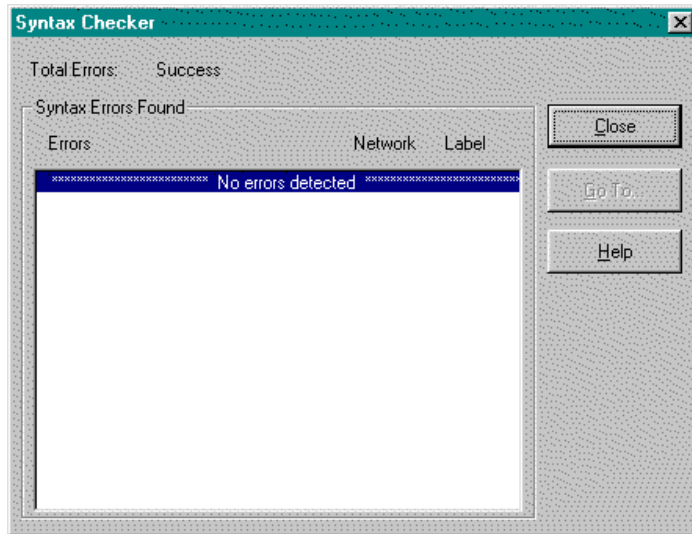 Syntax Checker
Total Errors: Success
Syntax Errors Found
Errors Network Label
************************* No errors detected *************************
Close
Go To...
Help